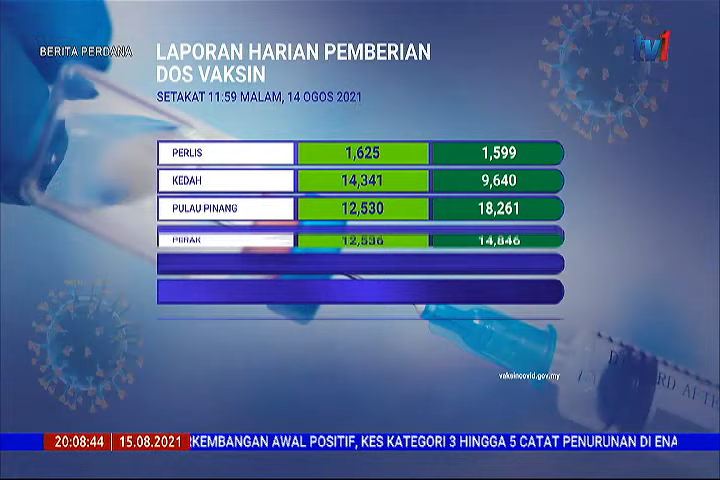 BERITA PERDANA
tv1
LAPORAN HARIAN PEMBERIAN
DOS VAKSIN
SETAKAT 11:59 MALAM, 14 OGOS 2021
PERLIS 1,625 1,599
KEDAH 14,341 9,640
PULAU PINANG 12,530 18,261
PERAK 12,536 14,846
vaksincovid.gov.my
20:08:44 15.08.2021 RKEMBANGAN AWAL POSITIF, KES KATEGORI 3 HINGGA 5 CATAT PENURUNAN DI ENA